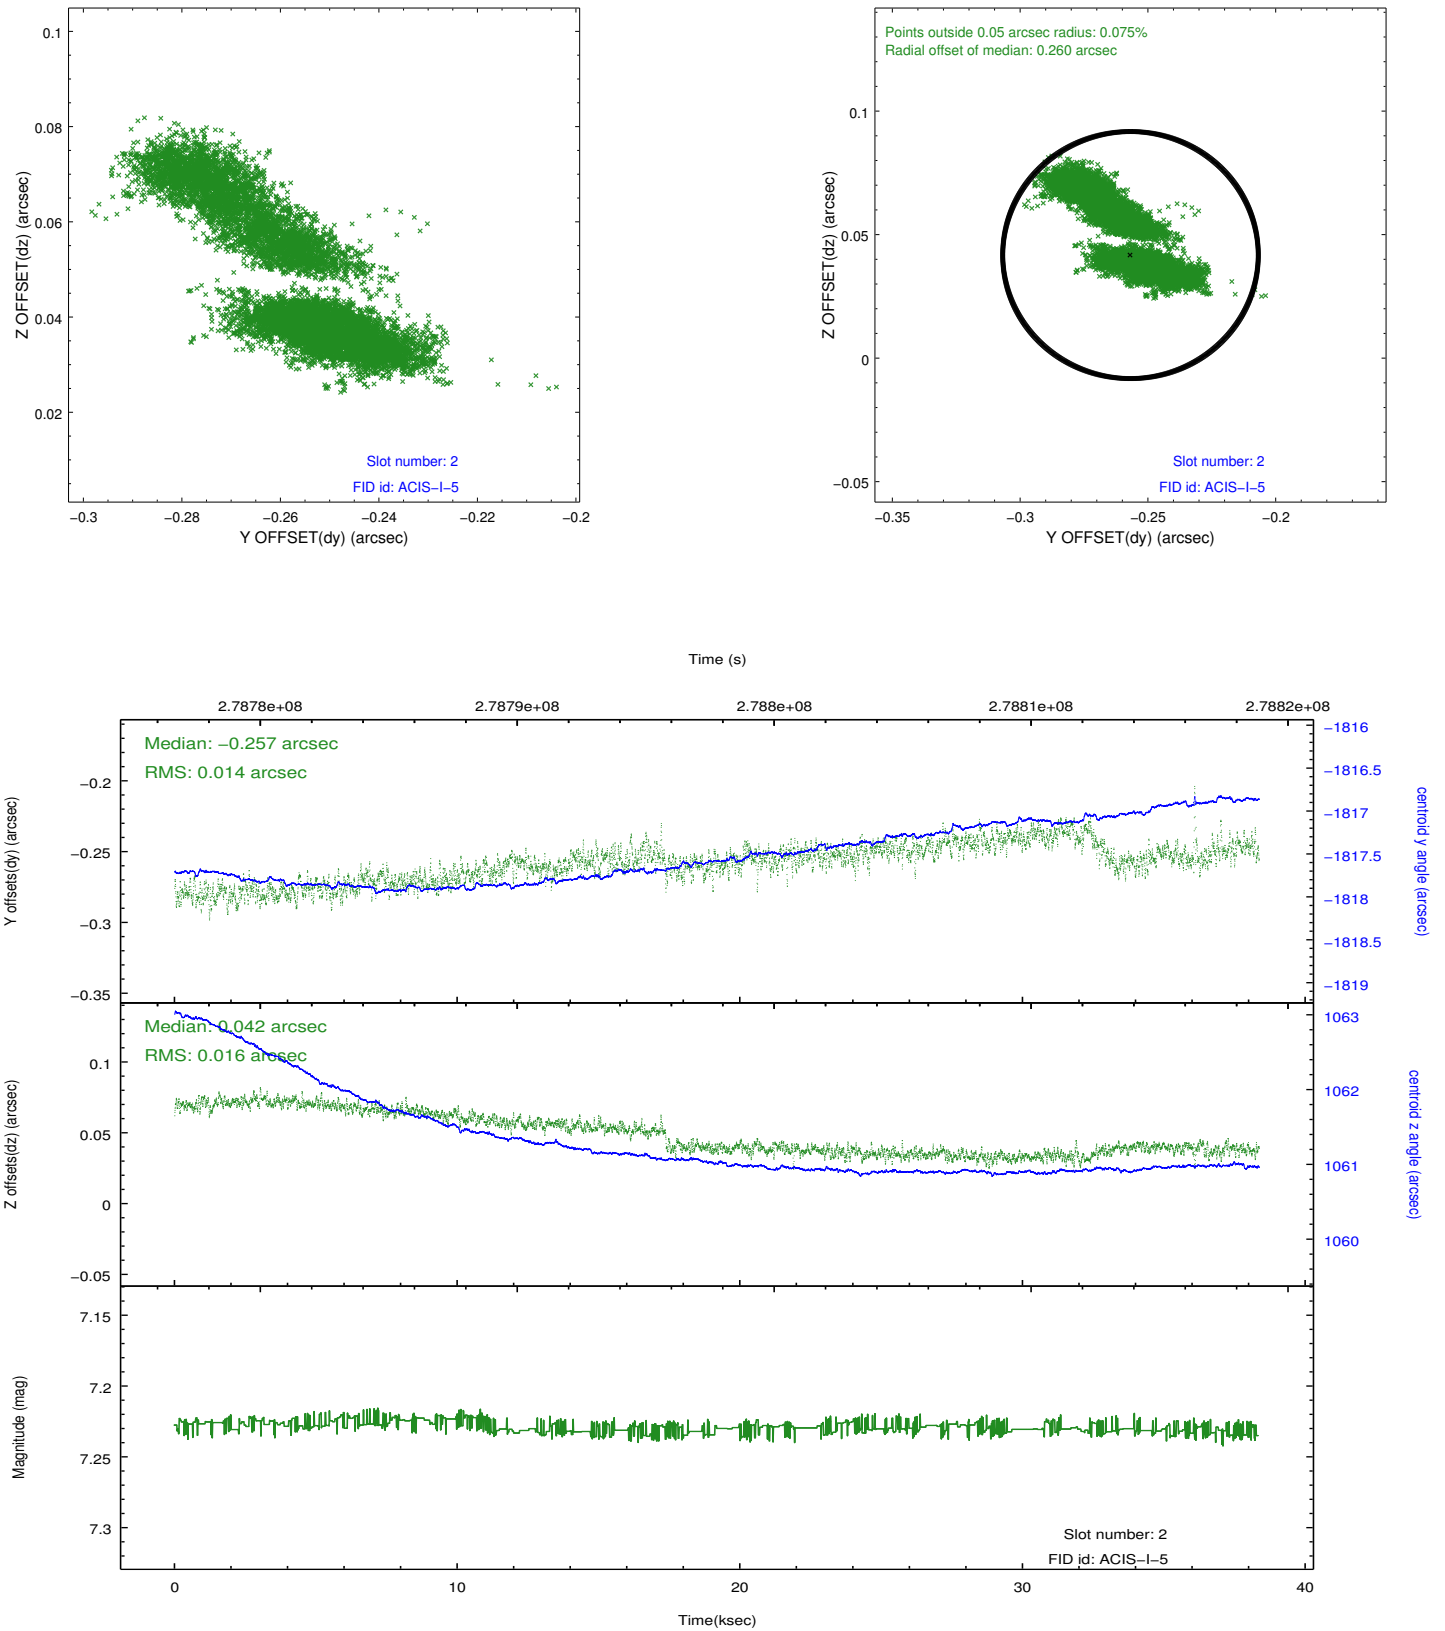 0.1
0.08
0.06
0.04
0.02
Z OFFSET(dz) (arcsec)
Slot number: 2
FID id: ACIS−I−5
−0.3 −0.28 −0.26 −0.24 −0.22 −0.2
Y OFFSET(dy) (arcsec)
Points outside 0.05 arcsec radius: 0.075%
Radial offset of median: 0.260 arcsec
0.1
0.05
0
−0.05
Z OFFSET(dz) (arcsec)
Slot number: 2
FID id: ACIS−I−5
−0.35 −0.3 −0.25 −0.2
Y OFFSET(dy) (arcsec)
Time (s)
2.7878e+08 2.7879e+08 2.788e+08 2.7881e+08 2.7882e+08
Median: −0.257 arcsec
RMS: 0.014 arcsec
−0.2
−0.25
−0.3
−0.35
Y offsets(dy) (arcsec)
−1816
−1816.5
−1817
−1817.5
−1818
−1818.5
−1819
centroid y angle (arcsec)
Median: 0.042 arcsec
RMS: 0.016 arcsec
0.1
0.05
0
−0.05
Z offsets(dz) (arcsec)
1063
1062
1061
1060
centroid z angle (arcsec)
7.15
7.2
7.25
7.3
Magnitude (mag)
Slot number: 2
FID id: ACIS−I−5
0 10 20 30 40
Time(ksec)